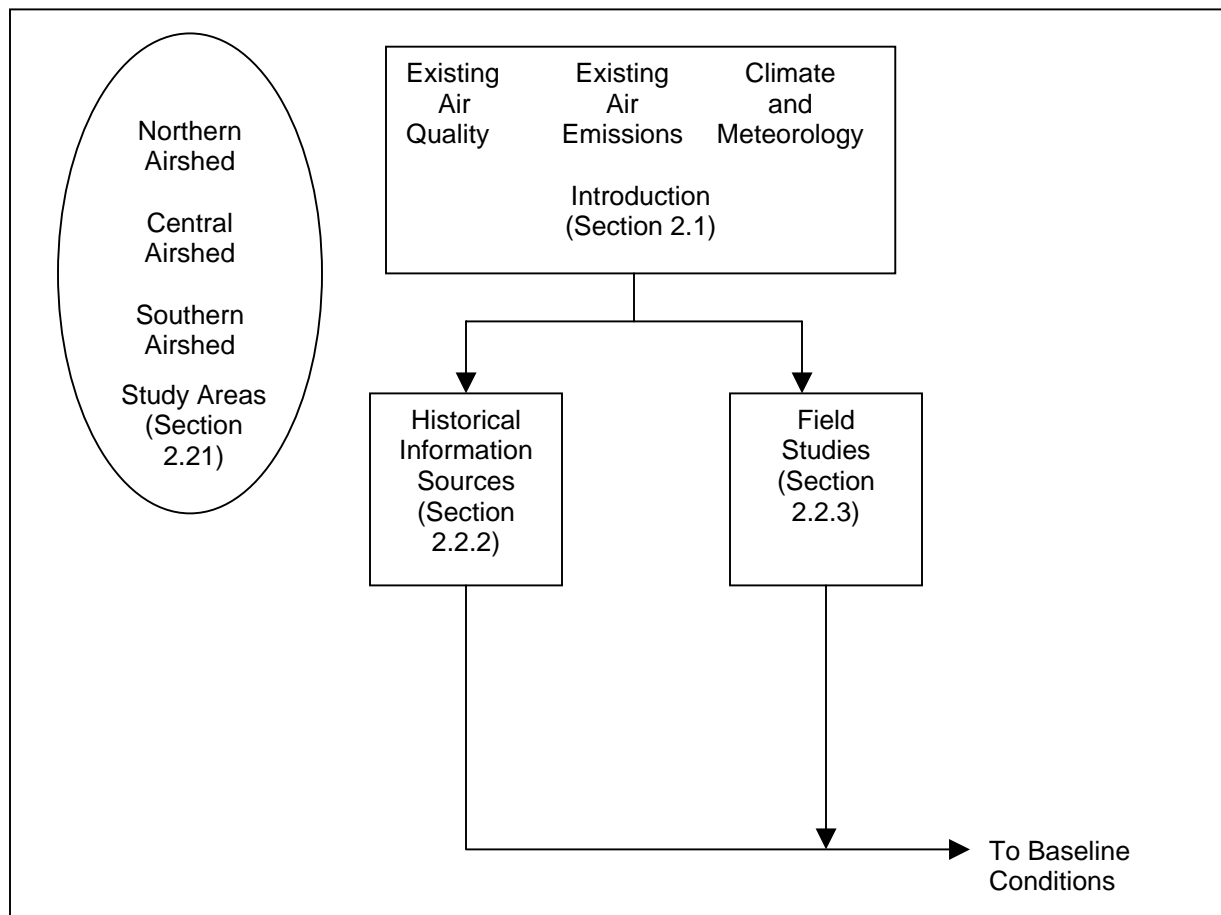 Northern
Airshed
Central
Airshed
Southern
Airshed
Study Areas
(Section
2.21)
Existing
Air
Quality
Existing
Air
Emissions
Climate
and
Meteorology
Introduction
(Section 2.1)
Historical
Information
Sources
(Section
2.2.2)
Field
Studies
(Section
2.2.3)
To Baseline
Conditions